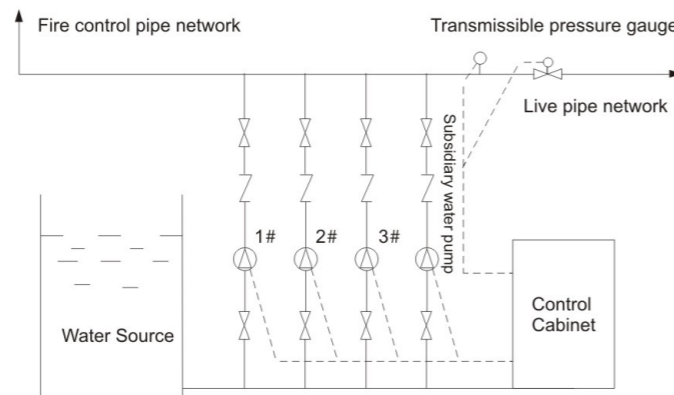 Fire control pipe network
Transmissible pressure gauge
Live pipe network
Subsidiary water pump
1#
2#
3#
Water Source
Control
Cabinet